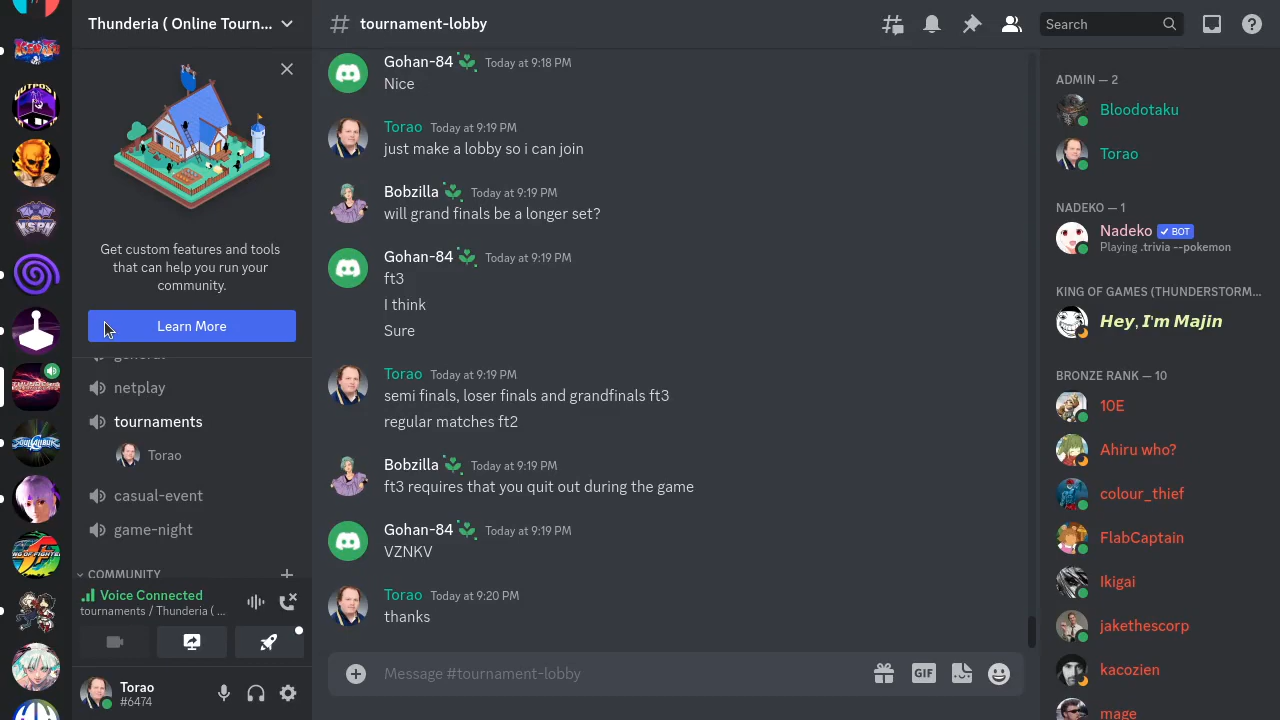 Thunderia ( Online Tourn...
tournament-lobby
Search
Get custom features and tools
that can help you run your
community.
Learn More
general
netplay
tournaments
Torao
casual-event
game-night
COMMUNITY
Voice Connected
tournaments / Thunderia ( ...
Torao
#6474
Gohan-84 Today at 9:18 PM
Nice
Torao Today at 9:19 PM
just make a lobby so i can join
Bobzilla Today at 9:19 PM
will grand finals be a longer set?
Gohan-84 Today at 9:19 PM
ft3
I think
Sure
Torao Today at 9:19 PM
semi finals, loser finals and grandfinals ft3
regular matches ft2
Bobzilla Today at 9:19 PM
ft3 requires that you quit out during the game
Gohan-84 Today at 9:19 PM
VZNKV
Torao Today at 9:20 PM
thanks
Message #tournament-lobby
GIF
ADMIN — 2
Bloodotaku
Torao
NADEKO — 1
Nadeko BOT
Playing .trivia --pokemon
KING OF GAMES (THUNDERSTORM...
Hey, I'm Majin
BRONZE RANK — 10
10E
Ahiru who?
colour_thief
FlabCaptain
Ikigai
jakethescorp
kacozien
mage